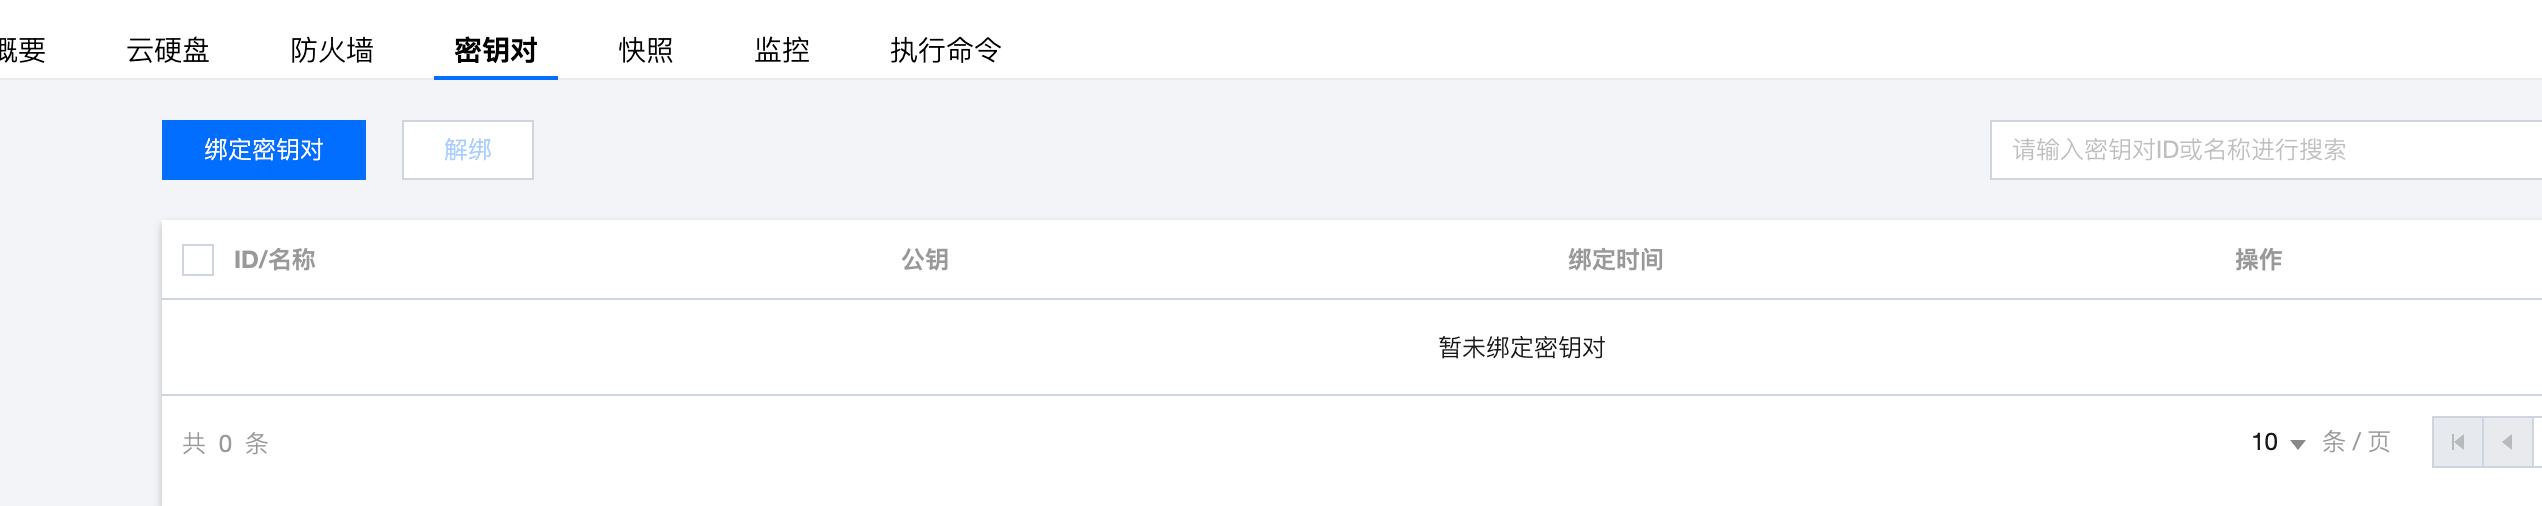 概要 云硬盘 防火墙 密钥对 快照 监控 执行命令
绑定密钥对 解绑 请输入密钥对ID或名称进行搜索
ID/名称 公钥 绑定时间 操作
暂未绑定密钥对
共 0 条 10 条 / 页